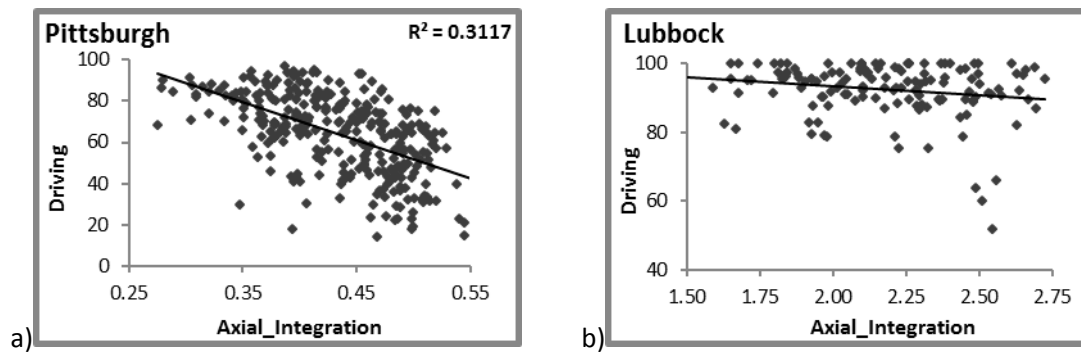 Pittsburgh
R² = 0.3117
100
80
60
40
20
0
Driving
0.25 0.35 0.45 0.55
Axial_Integration
a)
Lubbock
100
80
60
40
Driving
1.50 1.75 2.00 2.25 2.50 2.75
Axial_Integration
b)